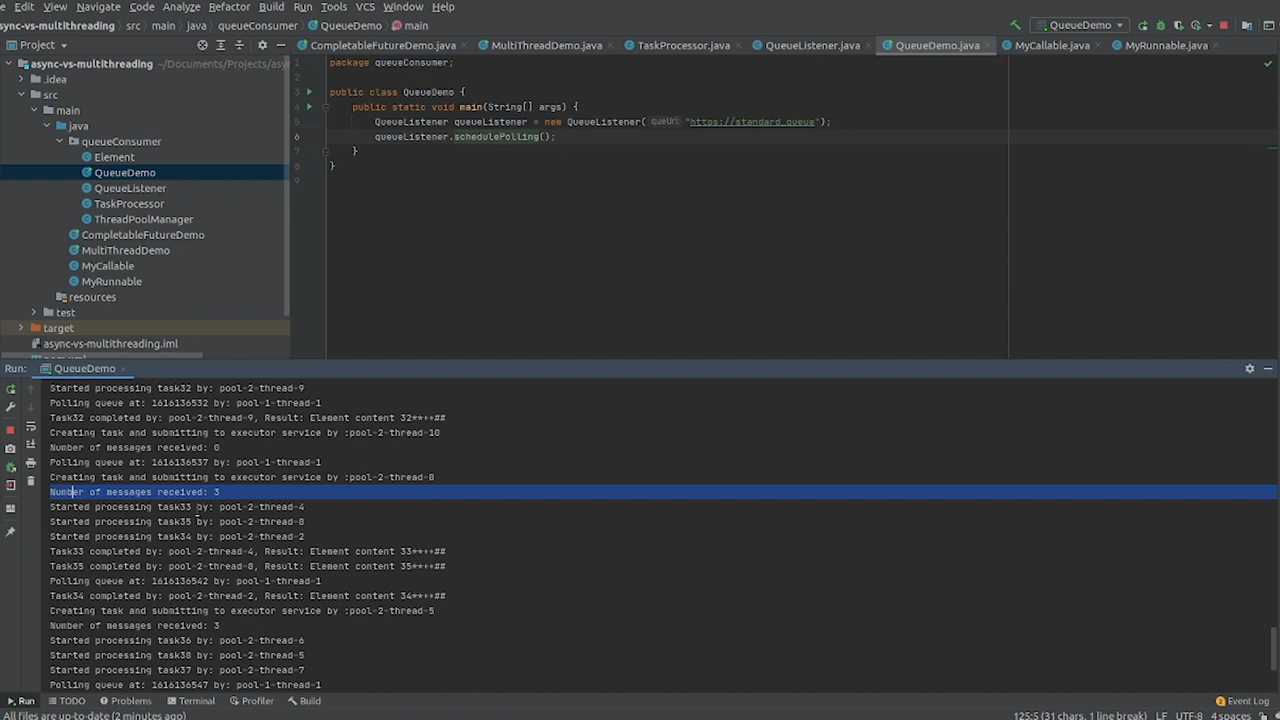 Edit View Navigate Code Analyze Refactor Build Run Tools VCS Window Help
async-vs-multithreading src main java queueConsumer QueueDemo main QueueDemo
Project
CompletableFutureDemo.java MultiThreadDemo.java TaskProcessor.java QueueListener.java QueueDemo.java MyCallable.java MyRunnable.java
async-vs-multithreading ~/Documents/Projects/asyn
.idea
src
main
java
queueConsumer
Element
QueueDemo
QueueListener
TaskProcessor
ThreadPoolManager
CompletableFutureDemo
MultiThreadDemo
MyCallable
MyRunnable
resources
test
target
async-vs-multithreading.iml
1 package queueConsumer;
2
3 public class QueueDemo {
4 public static void main(String[] args) {
5 QueueListener queueListener = new QueueListener( queUri: "https://standard_queue");
6 queueListener.schedulePolling();
7 }
8 }
9
Run: QueueDemo
Started processing task32 by: pool-2-thread-9
Polling queue at: 1616136532 by: pool-1-thread-1
Task32 completed by: pool-2-thread-9, Result: Element content 32**++##
Creating task and submitting to executor service by :pool-2-thread-10
Number of messages received: 0
Polling queue at: 1616136537 by: pool-1-thread-1
Creating task and submitting to executor service by :pool-2-thread-8
Number of messages received: 3
Started processing task33 by: pool-2-thread-4
Started processing task35 by: pool-2-thread-8
Started processing task34 by: pool-2-thread-2
Task33 completed by: pool-2-thread-4, Result: Element content 33**++##
Task35 completed by: pool-2-thread-8, Result: Element content 35**++##
Polling queue at: 1616136542 by: pool-1-thread-1
Task34 completed by: pool-2-thread-2, Result: Element content 34**++##
Creating task and submitting to executor service by :pool-2-thread-5
Number of messages received: 3
Started processing task36 by: pool-2-thread-6
Started processing task38 by: pool-2-thread-5
Started processing task37 by: pool-2-thread-7
Polling queue at: 1616136547 by: pool-1-thread-1
Run TODO Problems Terminal Profiler Build Event Log
All files are up-to-date (2 minutes ago) 125:5 (31 chars, 1 line break) LF UTF-8 4 spaces